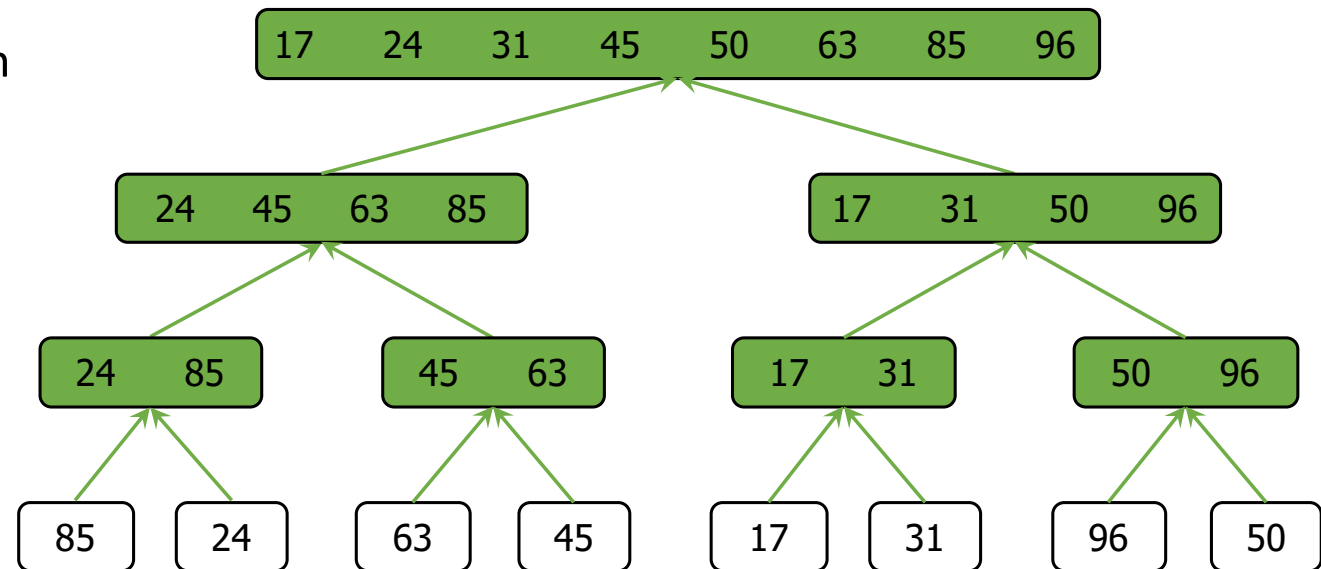 n
17 24 31 45 50 63 85 96
24 45 63 85 17 31 50 96
24 85 45 63 17 31 50 96
85 24 63 45 17 31 96 50